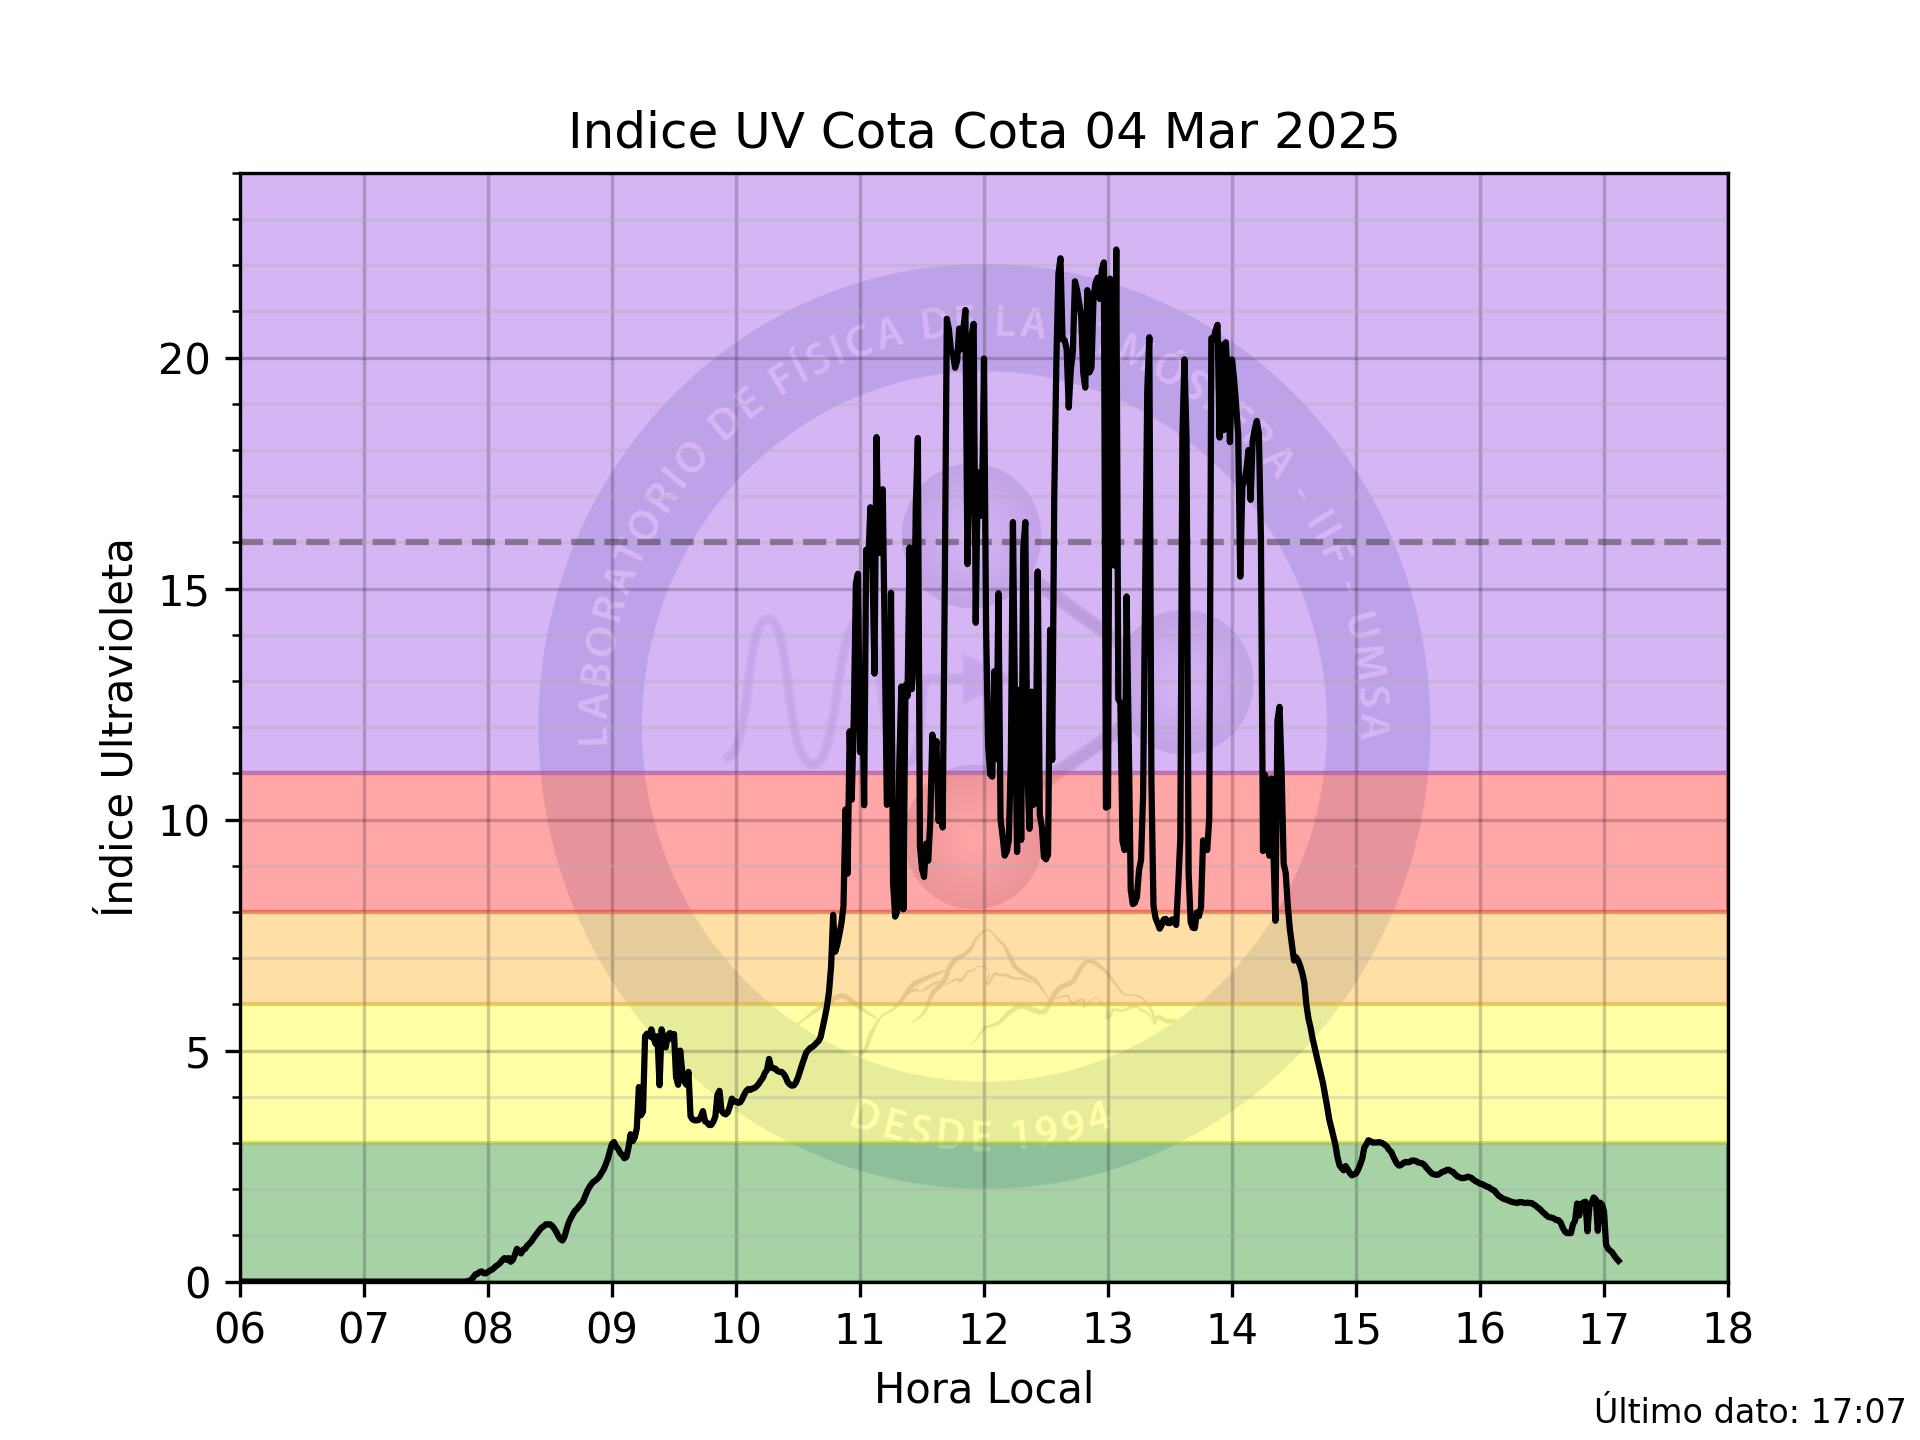 Indice UV Cota Cota 04 Mar 2025
LABORATORIO DE FÍSICA DE LA - IIF - UMSA
DESDE 1994
Índice Ultravioleta
20
15
10
5
0
06 07 08 09 10 11 12 13 14 15 16 17 18
Hora Local
Último dato: 17:07